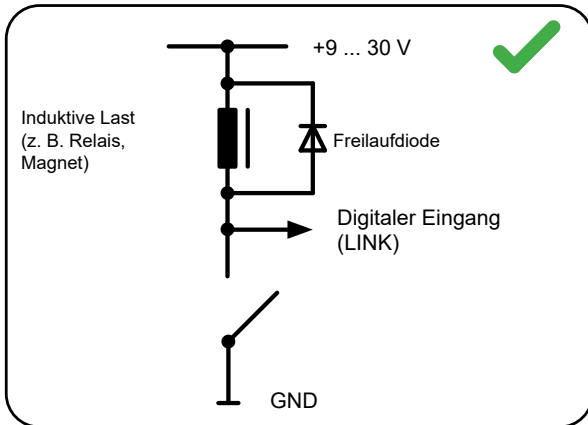 +9 ... 30 V
Induktive Last
(z. B. Relais,
Magnet)
Freilaufdiode
Digitaler Eingang
(LINK)
GND